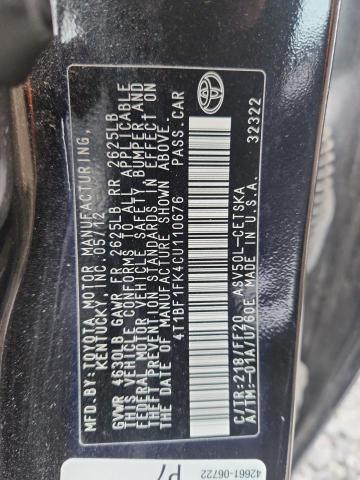 MFD.BY:TOYOTA MOTOR MANUFACTURING,
KENTUCKY, INC. 05/12
GVWR 4630LB GAWR FR 2625LB RR 2625LB
THIS VEHICLE CONFORMS TO ALL APPLICABLE
FEDERAL MOTOR VEHICLE SAFETY, BUMPER, AND
THEFT PREVENTION STANDARDS IN EFFECT ON
THE DATE OF MANUFACTURE SHOWN ABOVE.
4T1BF1FK4CU110676 PASS.CAR
C/TR:218/FF20 ASV50L-CETSKA
A/TM:-01A/U760E MADE IN U.S.A. 32322
42661-06722
P7